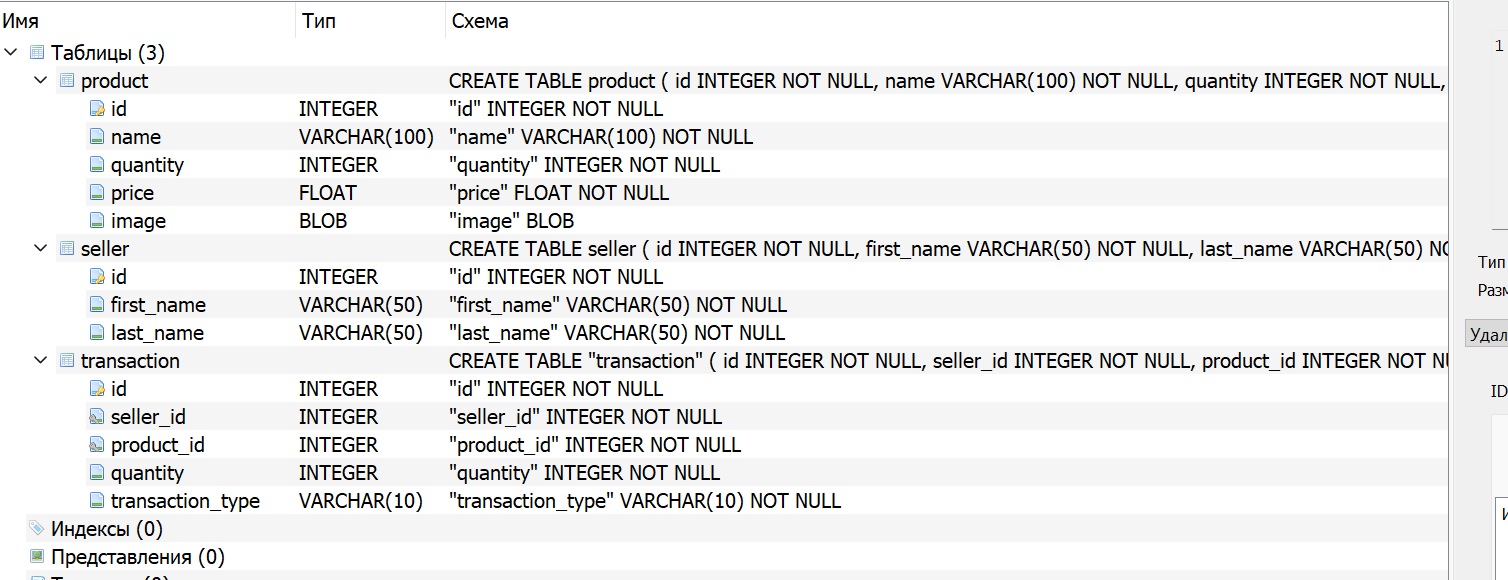 Имя Тип Схема
Таблицы (3)
product CREATE TABLE product ( id INTEGER NOT NULL, name VARCHAR(100) NOT NULL, quantity INTEGER NOT NULL,
id INTEGER "id" INTEGER NOT NULL
name VARCHAR(100) "name" VARCHAR(100) NOT NULL
quantity INTEGER "quantity" INTEGER NOT NULL
price FLOAT "price" FLOAT NOT NULL
image BLOB "image" BLOB
seller CREATE TABLE seller ( id INTEGER NOT NULL, first_name VARCHAR(50) NOT NULL, last_name VARCHAR(50)
id INTEGER "id" INTEGER NOT NULL
first_name VARCHAR(50) "first_name" VARCHAR(50) NOT NULL
last_name VARCHAR(50) "last_name" VARCHAR(50) NOT NULL
transaction CREATE TABLE "transaction" ( id INTEGER NOT NULL, seller_id INTEGER NOT NULL, product_id INTEGER NOT
id INTEGER "id" INTEGER NOT NULL
seller_id INTEGER "seller_id" INTEGER NOT NULL
product_id INTEGER "product_id" INTEGER NOT NULL
quantity INTEGER "quantity" INTEGER NOT NULL
transaction_type VARCHAR(10) "transaction_type" VARCHAR(10) NOT NULL
Индексы (0)
Представления (0)
1
Тип
Разм
Удал
ID